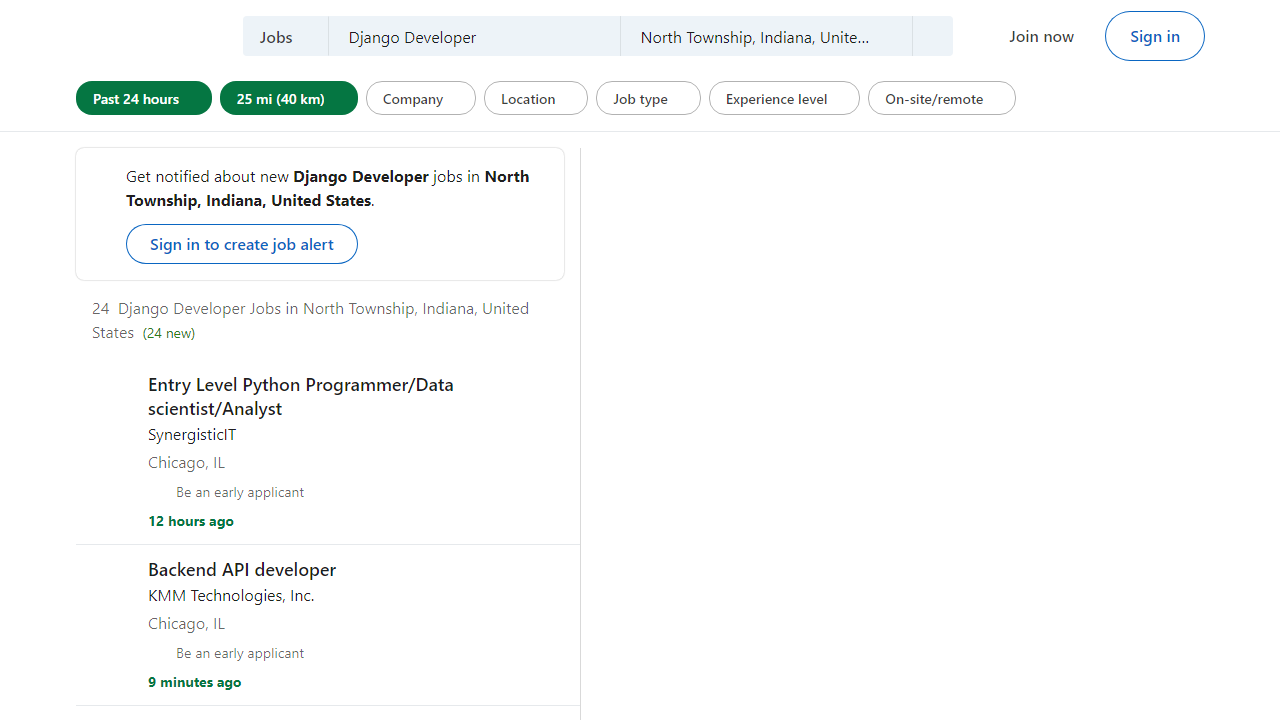 Jobs
Django Developer
North Township, Indiana, Unite...
Join now
Sign in
Past 24 hours
25 mi (40 km)
Company
Location
Job type
Experience level
On-site/remote
Get notified about new Django Developer jobs in North
Township, Indiana, United States.
Sign in to create job alert
24 Django Developer Jobs in North Township, Indiana, United
States (24 new)
Entry Level Python Programmer/Data
scientist/Analyst
SynergisticIT
Chicago, IL
Be an early applicant
12 hours ago
Backend API developer
KMM Technologies, Inc.
Chicago, IL
Be an early applicant
9 minutes ago